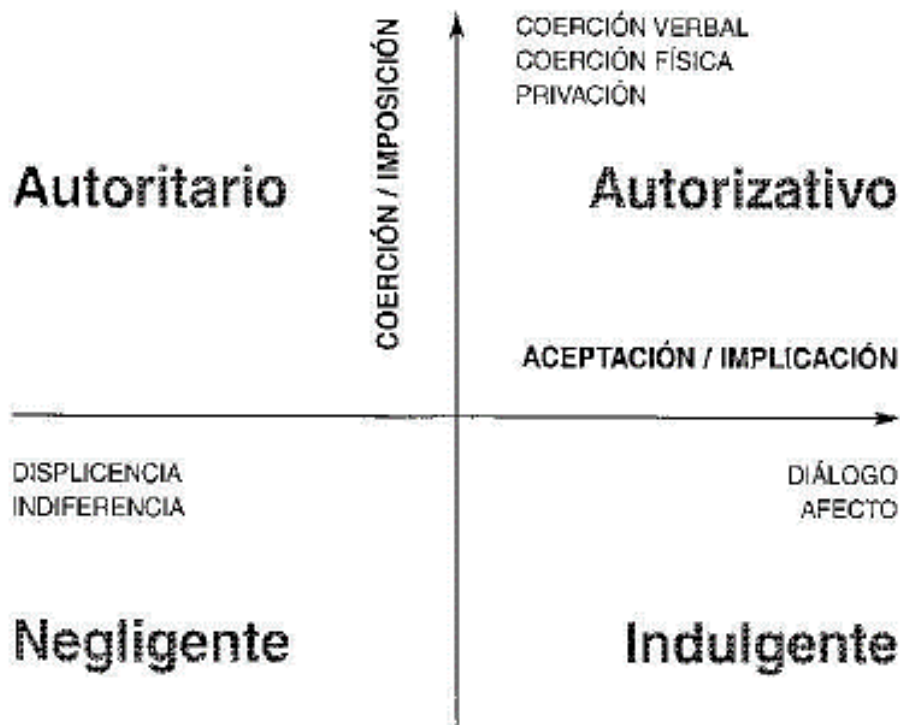 COERCIÓN VERBAL
COERCIÓN FÍSICA
PRIVACIÓN
COERCIÓN / IMPOSICIÓN
Autoritario
Autorizativo
ACEPTACIÓN / IMPLICACIÓN
DISPLICENCIA
INDIFERENCIA
DIÁLOGO
AFECTO
Negligente
Indulgente